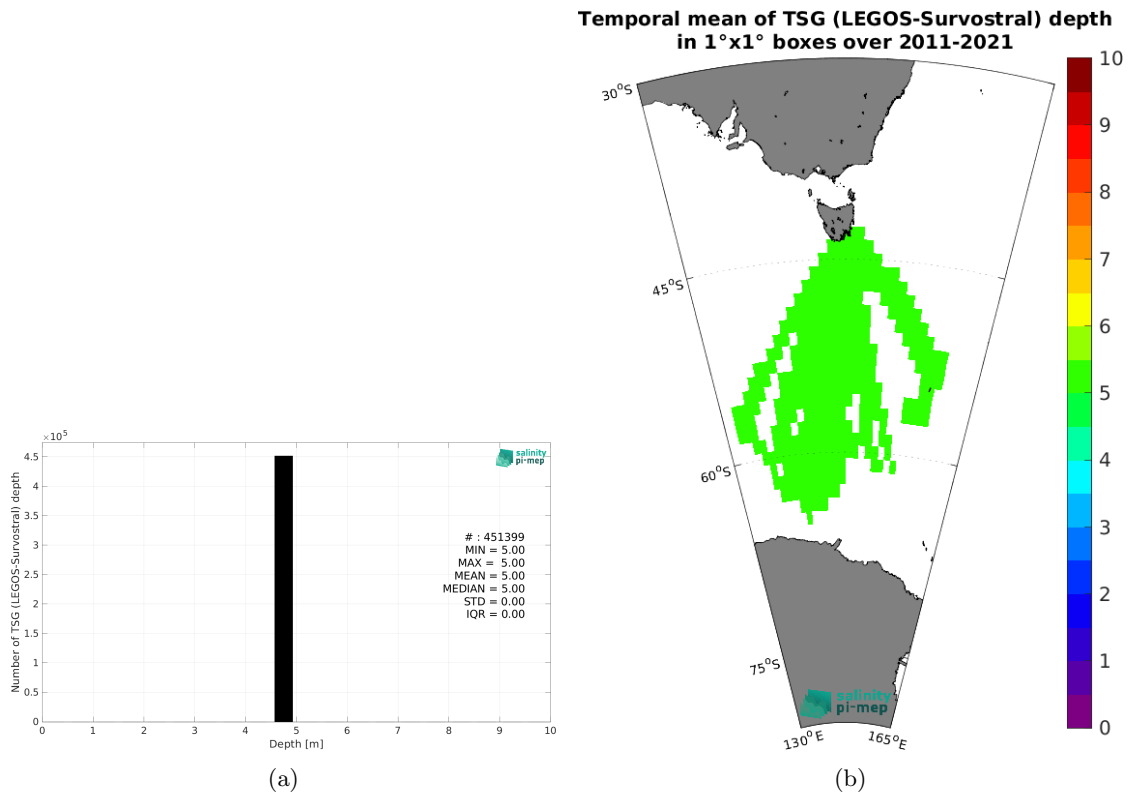 ×10⁵
4.5
4
3.5
3
2.5
2
1.5
1
0.5
0
Number of TSG (LEGOS-Survostral) depth
salinity
pi-mep
# : 451399
MIN = 5.00
MAX = 5.00
MEAN = 5.00
MEDIAN = 5.00
STD = 0.00
IQR = 0.00
0 1 2 3 4 5 6 7 8 9 10
Depth [m]
(a)
Temporal mean of TSG (LEGOS-Survostral) depth
in 1°x1° boxes over 2011-2021
30°S
45°S
60°S
75°S
130°E 165°E
salinity
pi-mep
10
9
8
7
6
5
4
3
2
1
0
(b)